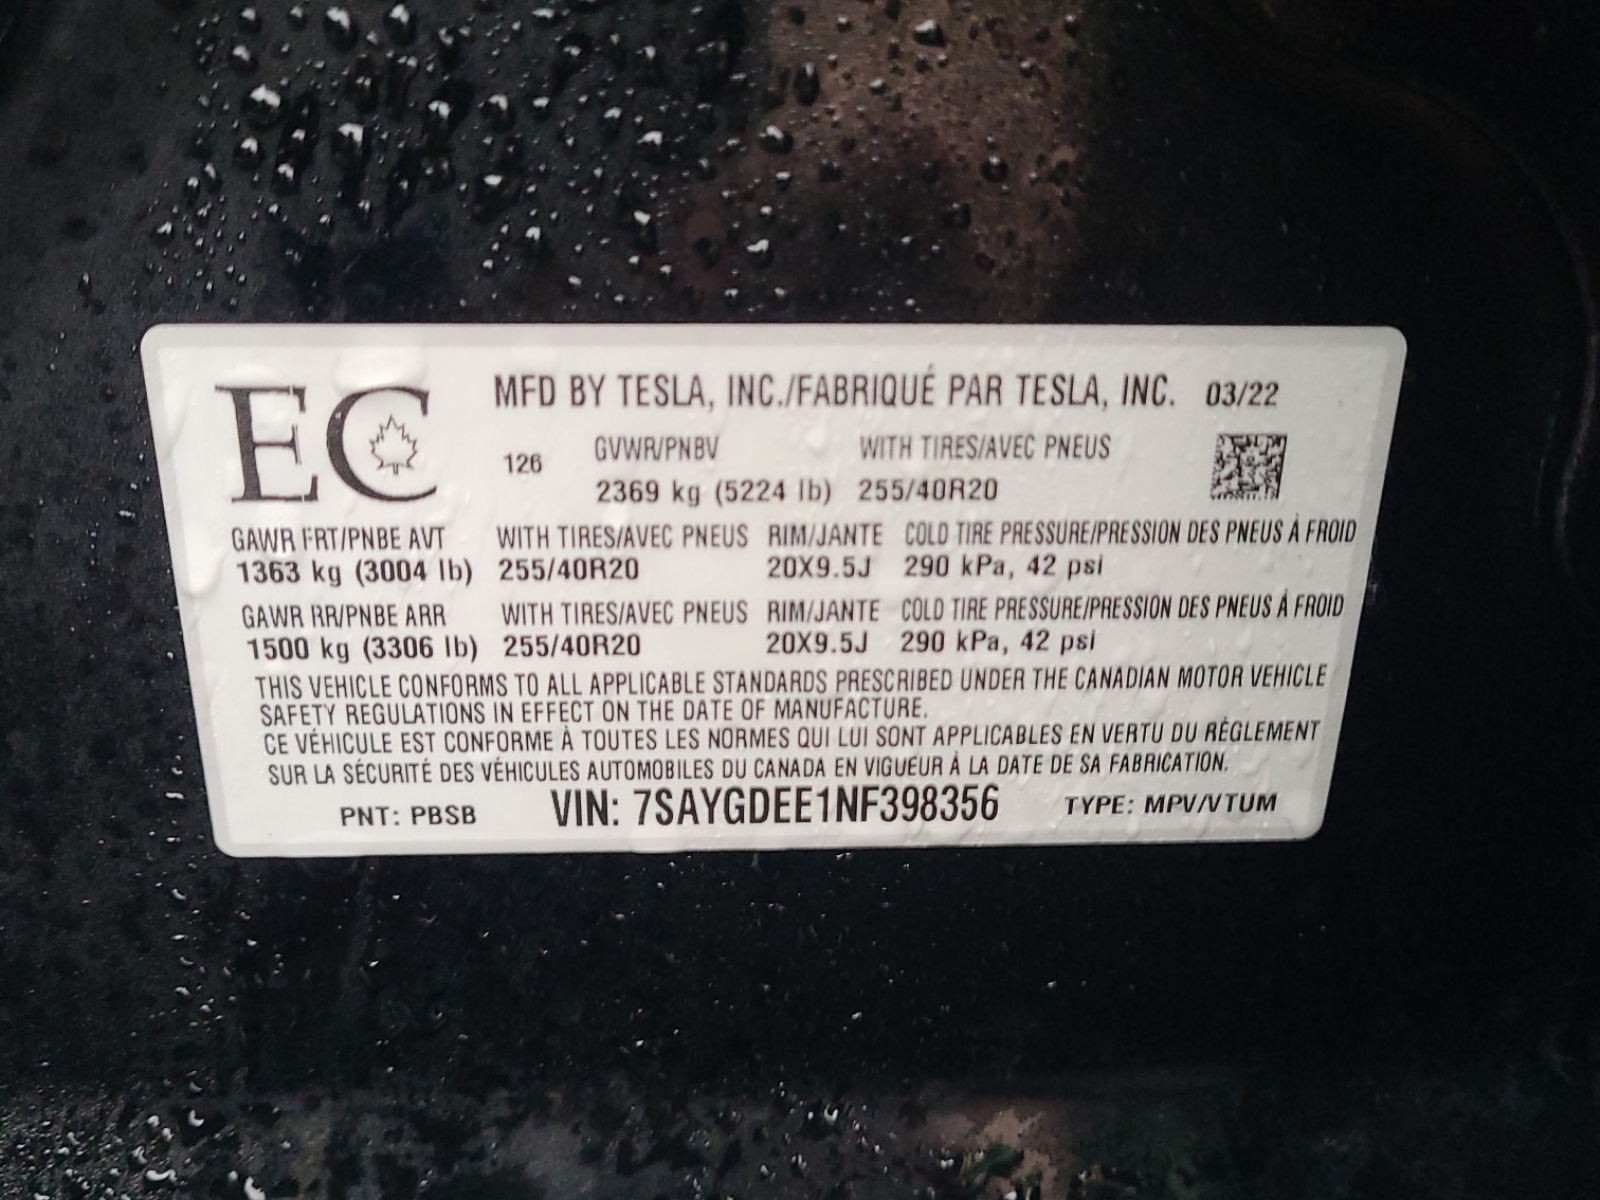 EC MFD BY TESLA, INC./FABRIQUÉ PAR TESLA, INC. 03/22
126 GVWR/PNBV WITH TIRES/AVEC PNEUS
2369 kg (5224 lb) 255/40R20
GAWR FRT/PNBE AVT WITH TIRES/AVEC PNEUS RIM/JANTE COLD TIRE PRESSURE/PRESSION DES PNEUS À FROID
1363 kg (3004 lb) 255/40R20 20X9.5J 290 kPa, 42 psi
GAWR RR/PNBE ARR WITH TIRES/AVEC PNEUS RIM/JANTE COLD TIRE PRESSURE/PRESSION DES PNEUS À FROID
1500 kg (3306 lb) 255/40R20 20X9.5J 290 kPa, 42 psi
THIS VEHICLE CONFORMS TO ALL APPLICABLE STANDARDS PRESCRIBED UNDER THE CANADIAN MOTOR VEHICLE
SAFETY REGULATIONS IN EFFECT ON THE DATE OF MANUFACTURE.
CE VÉHICULE EST CONFORME À TOUTES LES NORMES QUI LUI SONT APPLICABLES EN VERTU DU RÈGLEMENT
SUR LA SÉCURITÉ DES VÉHICULES AUTOMOBILES DU CANADA EN VIGUEUR À LA DATE DE SA FABRICATION.
PNT: PBSB VIN: 7SAYGDEE1NF398356 TYPE: MPV/VTUM